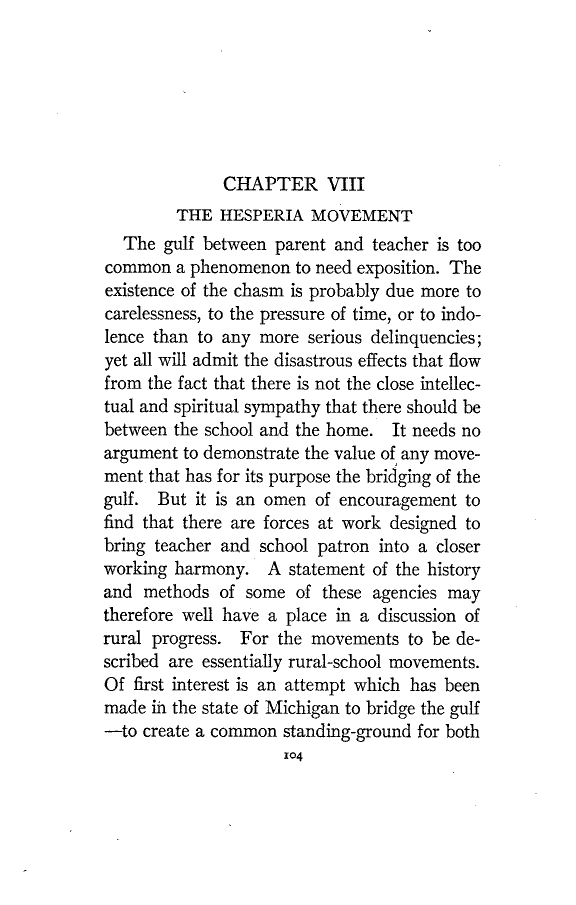 CHAPTER VIII
THE HESPERIA MOVEMENT
The gulf between parent and teacher is too
common a phenomenon to need exposition. The
existence of the chasm is probably due more to
carelessness, to the pressure of time, or to indo-
lence than to any more serious delinquencies;
yet all will admit the disastrous effects that flow
from the fact that there is not the close intellec-
tual and spiritual sympathy that there should be
between the school and the home. It needs no
argument to demonstrate the value of any move-
ment that has for its purpose the bridging of the
gulf. But it is an omen of encouragement to
find that there are forces at work designed to
bring teacher and school patron into a closer
working harmony. A statement of the history
and methods of some of these agencies may
therefore well have a place in a discussion of
rural progress. For the movements to be de-
scribed are essentially rural-school movements.
Of first interest is an attempt which has been
made in the state of Michigan to bridge the gulf
—to create a common standing-ground for both
104